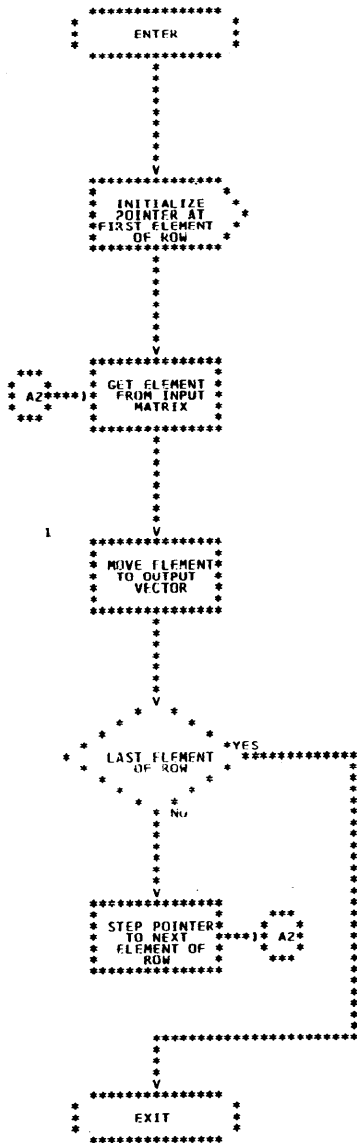 ENTER
INITIALIZE
POINTER AT
FIRST ELEMENT
OF ROW
A2
GET ELEMENT
FROM INPUT
MATRIX
1
MOVE ELEMENT
TO OUTPUT
VECTOR
YES
LAST ELEMENT
OF ROW
NO
STEP POINTER
TO NEXT
ELEMENT OF
ROW
A2
EXIT